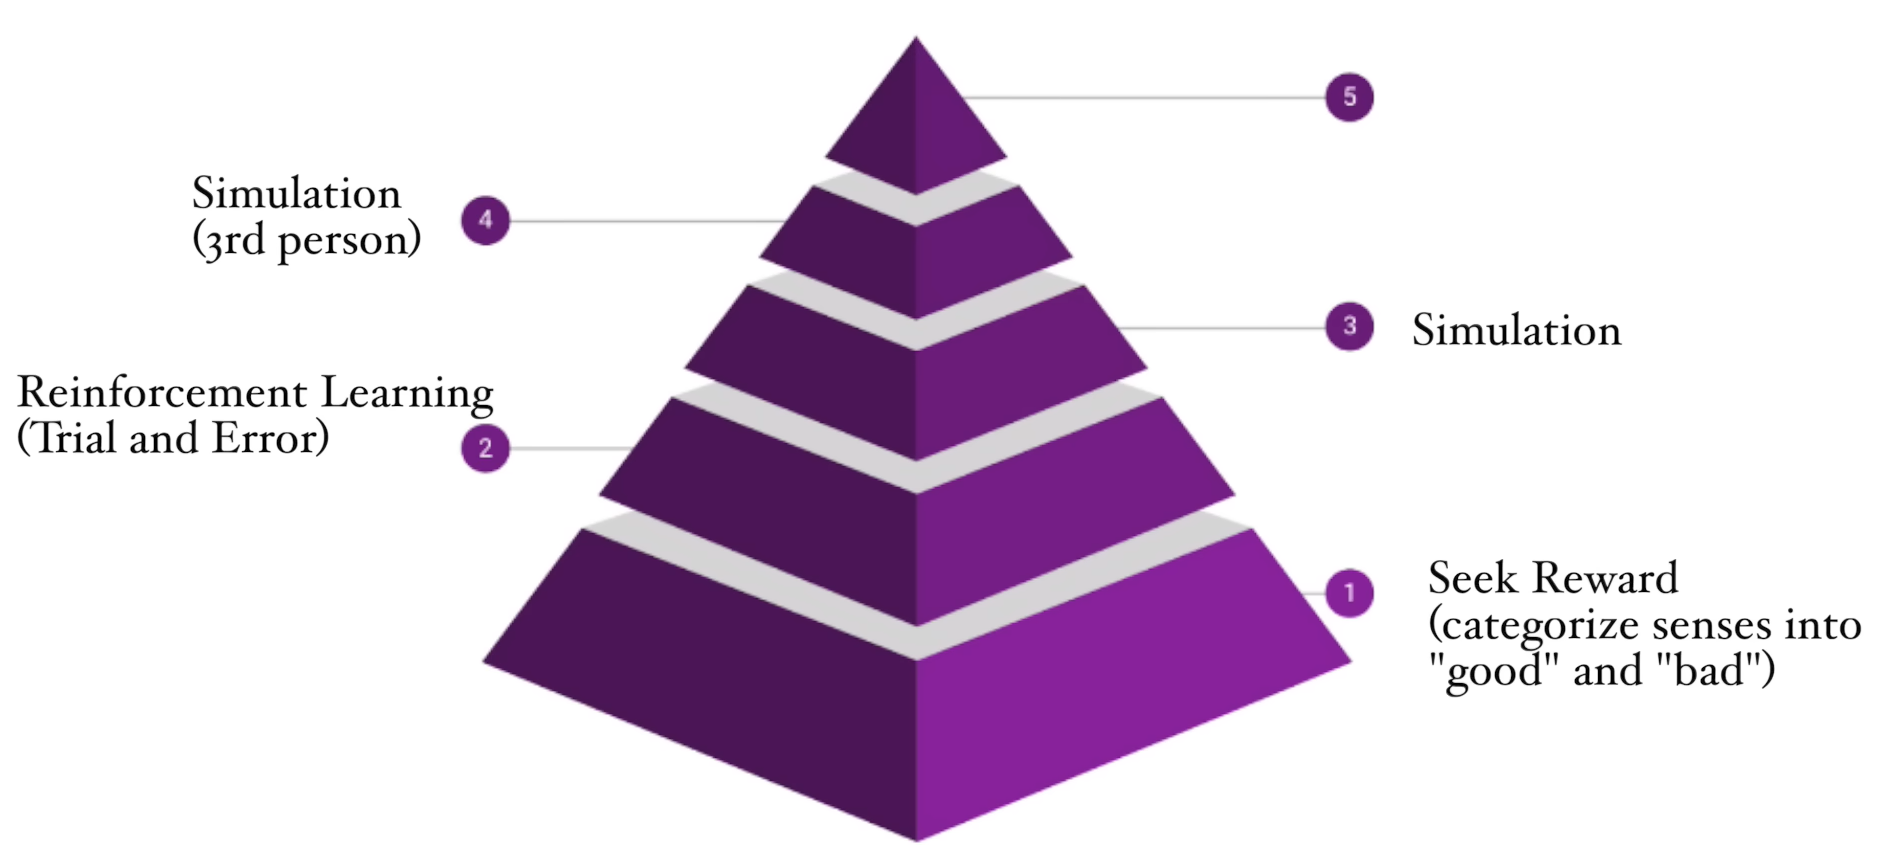 5
Simulation
(3rd person)
4
3
Simulation
Reinforcement Learning
(Trial and Error)
2
1
Seek Reward
(categorize senses into
"good" and "bad")